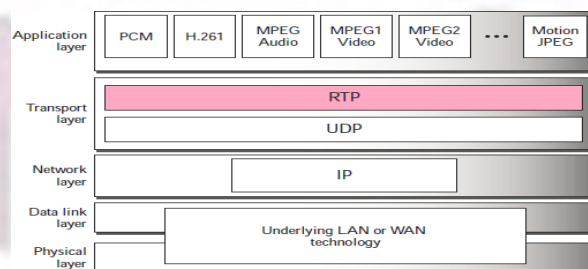 Application layer
PCM
H.261
MPEG Audio
MPEG1 Video
MPEG2 Video
...
Motion JPEG
Transport layer
RTP
UDP
Network layer
IP
Data link layer
Underlying LAN or WAN
technology
Physical layer